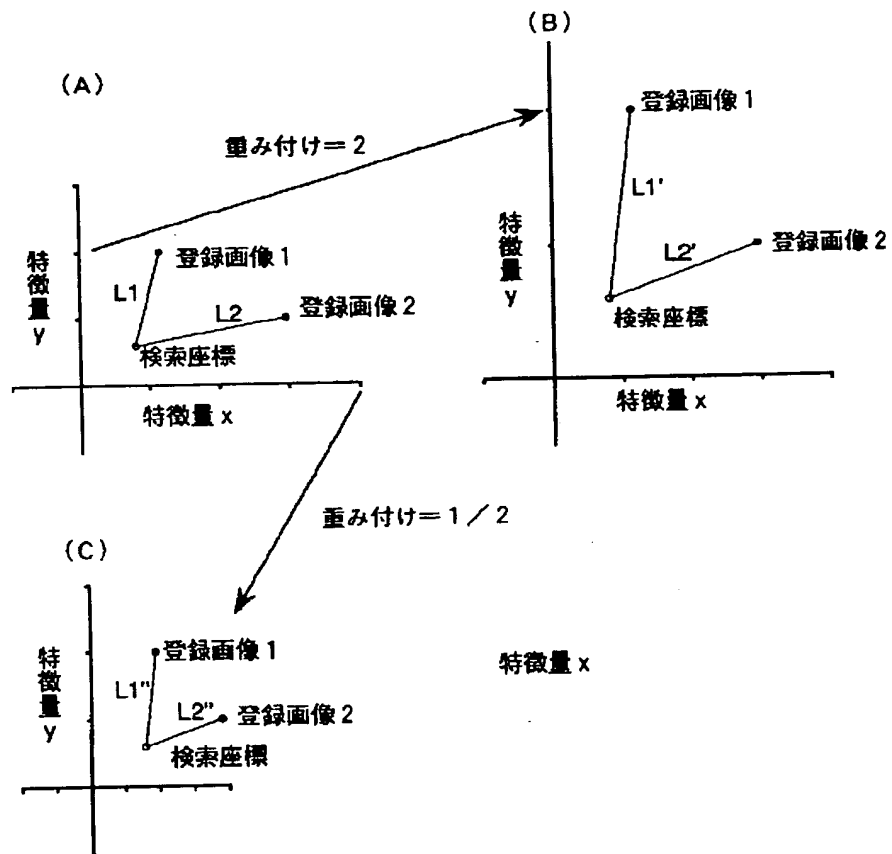 (A)
重み付け＝2
特徴量 y
登録画像 1
L1
L2
登録画像 2
検索座標
特徴量 x
(B)
登録画像 1
L1'
特徴量 y
L2'
登録画像 2
検索座標
特徴量 x
重み付け＝1／2
(C)
特徴量 y
登録画像 1
L1"
L2"
登録画像 2
検索座標
特徴量 x